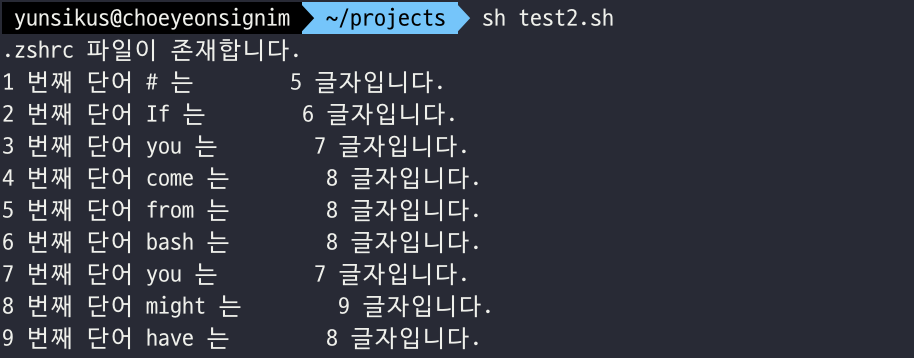 yunsikus@choeyeonsignim ~/projects sh test2.sh
.zshrc 파일이 존재합니다.
1 번째 단어 # 는        5 글자입니다.
2 번째 단어 If 는        6 글자입니다.
3 번째 단어 you 는        7 글자입니다.
4 번째 단어 come 는        8 글자입니다.
5 번째 단어 from 는        8 글자입니다.
6 번째 단어 bash 는        8 글자입니다.
7 번째 단어 you 는        7 글자입니다.
8 번째 단어 might 는        9 글자입니다.
9 번째 단어 have 는        8 글자입니다.